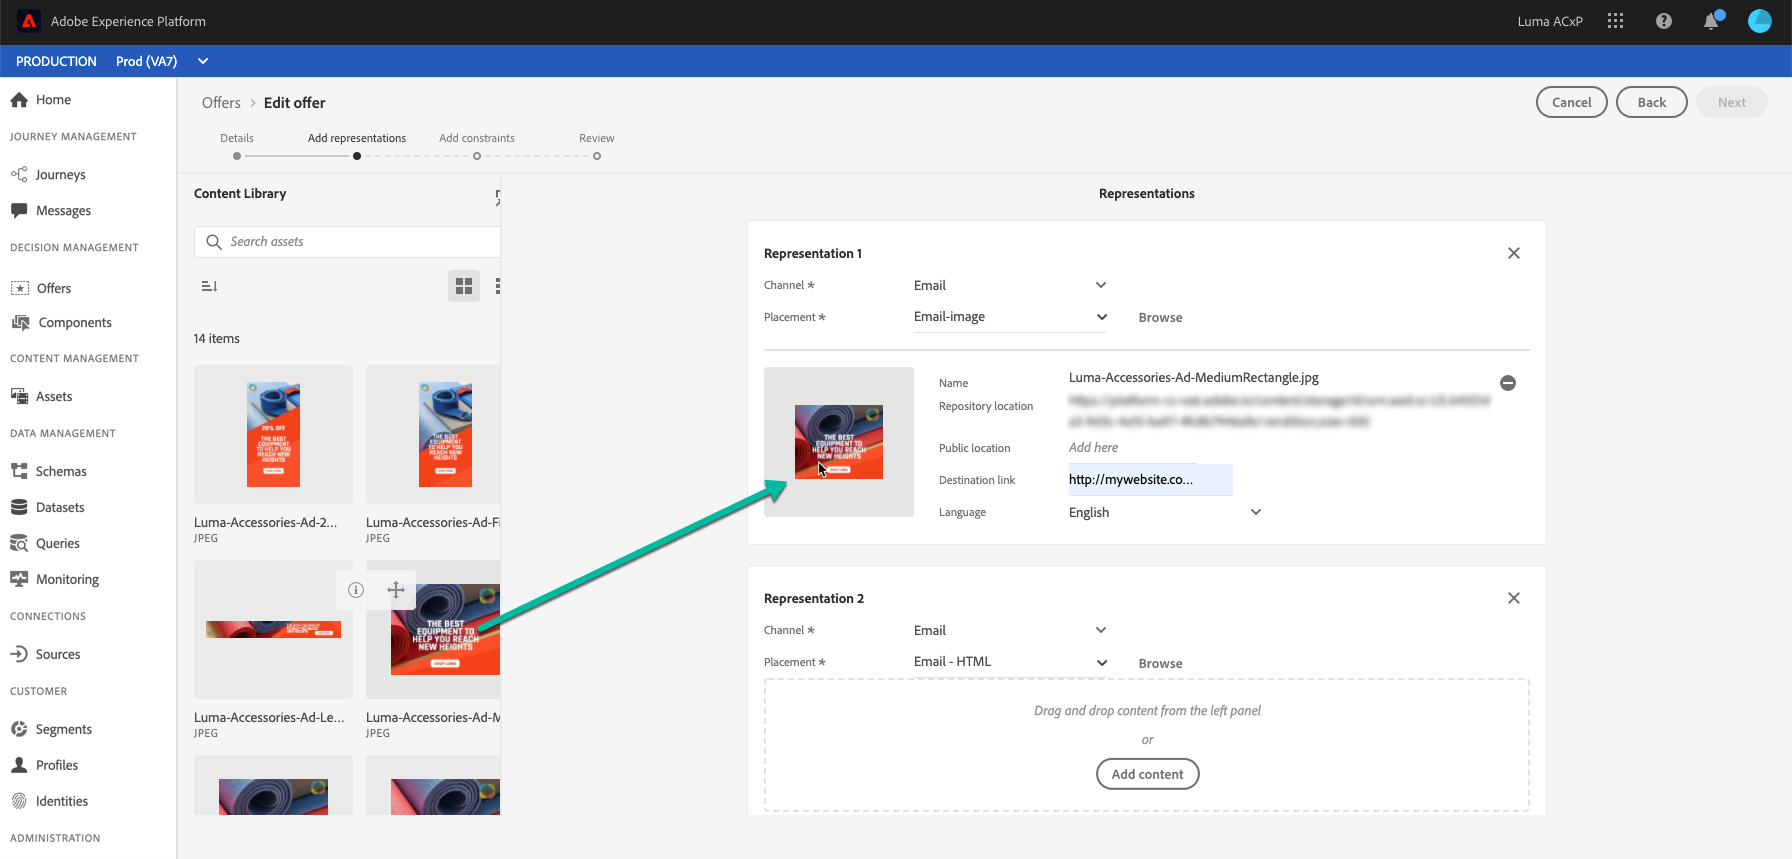 Adobe Experience Platform
Luma ACxP
PRODUCTION Prod (VA7)
Home
JOURNEY MANAGEMENT
Journeys
Messages
DECISION MANAGEMENT
Offers
Components
CONTENT MANAGEMENT
Assets
DATA MANAGEMENT
Schemas
Datasets
Queries
Monitoring
CONNECTIONS
Sources
CUSTOMER
Segments
Profiles
Identities
ADMINISTRATION
Offers > Edit offer
Cancel Back Next
Details Add representations Add constraints Review
Content Library
Search assets
14 items
20% OFF
THE BEST
EQUIPMENT
TO HELP YOU
REACH NEW
HEIGHTS
THE BEST
EQUIPMENT
TO HELP YOU
REACH NEW
HEIGHTS
Luma-Accessories-Ad-2...
JPEG
Luma-Accessories-Ad-Fi
JPEG
THE BEST
EQUIPMENT TO
HELP YOU REACH
NEW HEIGHTS
SHOP LUMA
Luma-Accessories-Ad-Le...
JPEG
Luma-Accessories-Ad-M
JPEG
Representations
Representation 1
Channel * Email
Placement * Email-image Browse
THE BEST
EQUIPMENT TO
HELP YOU REACH
NEW HEIGHTS
Name Luma-Accessories-Ad-MediumRectangle.jpg
Repository location
Public location Add here
Destination link http://mywebsite.co...
Language English
Representation 2
Channel * Email
Placement * Email - HTML Browse
Drag and drop content from the left panel
or
Add content